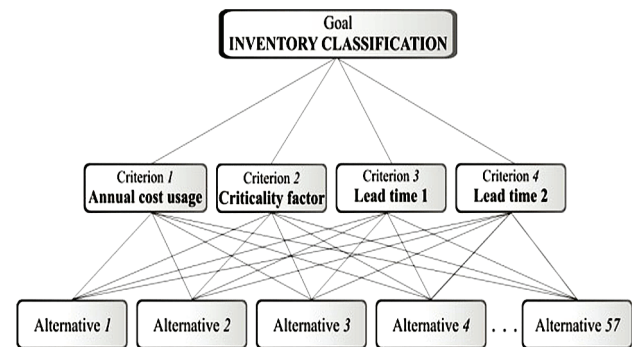 Goal
INVENTORY CLASSIFICATION
Criterion 1
Annual cost usage
Criterion 2
Criticality factor
Criterion 3
Lead time 1
Criterion 4
Lead time 2
Alternative 1
Alternative 2
Alternative 3
Alternative 4
. . .
Alternative 57